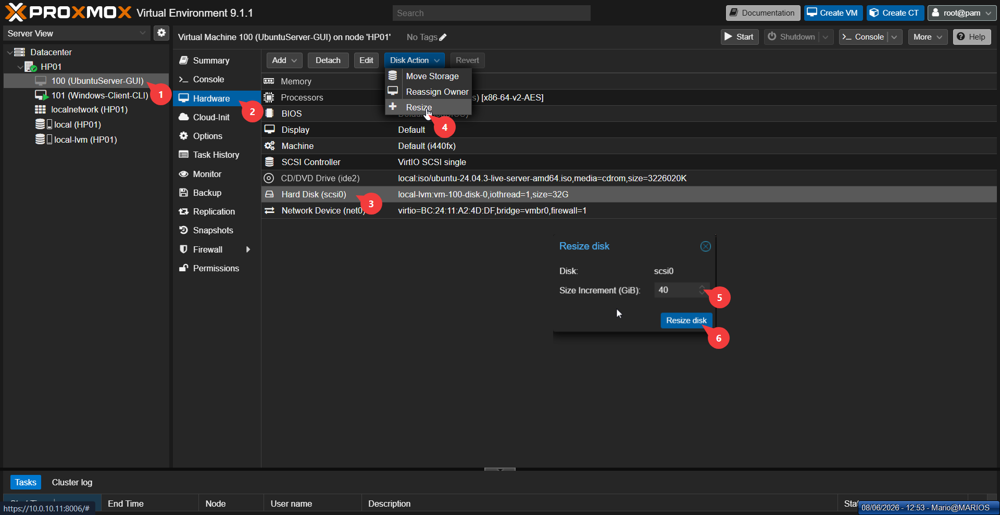 PROXMOX Virtual Environment 9.1.1
Search
Documentation
Create VM
Create CT
root@pam
Server View
Virtual Machine 100 (UbuntuServer-GUI) on node 'HP01'
No Tags
Start
Shutdown
Console
More
Help
Datacenter
HP01
100 (UbuntuServer-GUI)
101 (Windows-Client-CLI)
localnetwork (HP01)
local (HP01)
local-lvm (HP01)
1
Summary
Console
Hardware
Cloud-Init
Options
Task History
Monitor
Backup
Replication
Snapshots
Firewall
Permissions
2
Add
Detach
Edit
Disk Action
Revert
Move Storage
Reassign Owner
Resize
4
Memory
Processors
s) [x86-64-v2-AES]
BIOS
Display
Default
Machine
Default (i440fx)
SCSI Controller
VirtIO SCSI single
CD/DVD Drive (ide2)
local:iso/ubuntu-24.04.3-live-server-amd64.iso,media=cdrom,size=3226020K
Hard Disk (scsi0)
local-lvm:vm-100-disk-0,iothread=1,size=32G
3
Network Device (net0)
virtio=BC:24:11:A2:4D:DF,bridge=vmbr0,firewall=1
Resize disk
Disk:
scsi0
Size Increment (GiB):
40
5
Resize disk
6
Tasks
Cluster log
End Time
Node
User name
Description
https://10.0.10.11:8006/#
08/06/2026 - 12:53 - Mario@MARIOS